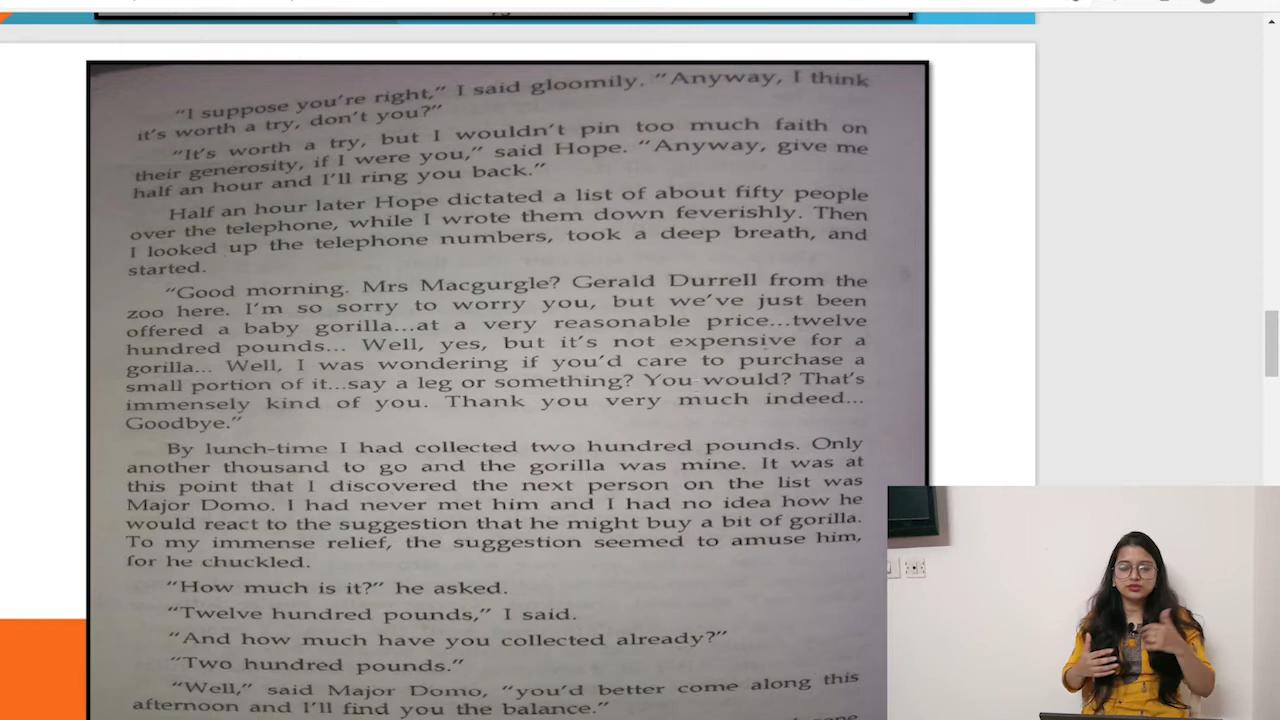 "I suppose you're right," I said gloomily. "Anyway, I think
it's worth a try, don't you?"
"It's worth a try, but I wouldn't pin too much faith on
their generosity, if I were you," said Hope. "Anyway, give me
half an hour and I'll ring you back."
Half an hour later Hope dictated a list of about fifty people
over the telephone, while I wrote them down feverishly. Then
I looked up the telephone numbers, took a deep breath, and
started.
"Good morning. Mrs Macgurgle? Gerald Durrell from the
zoo here. I'm so sorry to worry you, but we've just been
offered a baby gorilla...at a very reasonable price...twelve
hundred pounds... Well, yes, but it's not expensive for a
gorilla... Well, I was wondering if you'd care to purchase a
small portion of it...say a leg or something? You would? That's
immensely kind of you. Thank you very much indeed...
Goodbye."
By lunch-time I had collected two hundred pounds. Only
another thousand to go and the gorilla was mine. It was at
this point that I discovered the next person on the list was
Major Domo. I had never met him and I had no idea how he
would react to the suggestion that he might buy a bit of gorilla.
To my immense relief, the suggestion seemed to amuse him,
for he chuckled.
"How much is it?" he asked.
"Twelve hundred pounds," I said.
"And how much have you collected already?"
"Two hundred pounds."
"Well," said Major Domo, "you'd better come along this
afternoon and I'll find you the balance."